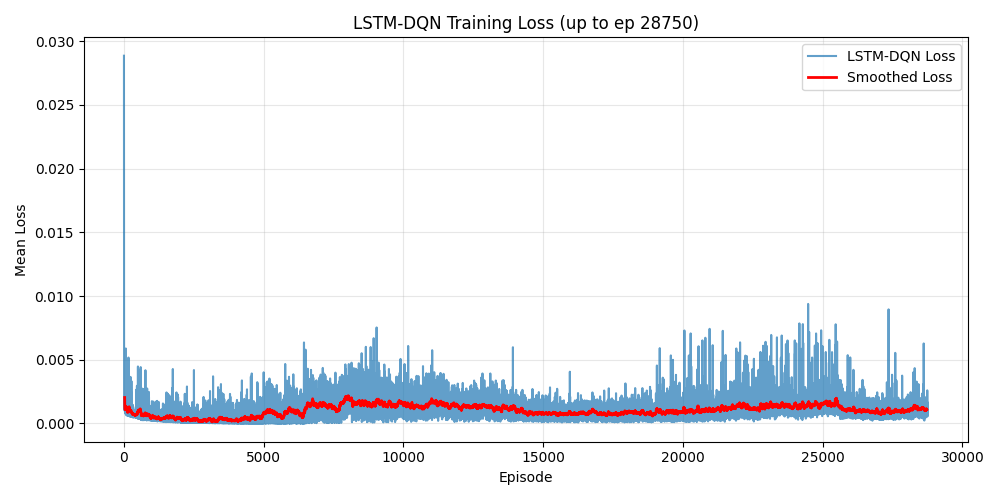 LSTM-DQN Training Loss (up to ep 28750)
0.030
0.025
0.020
0.015
0.010
0.005
0.000
Mean Loss
LSTM-DQN Loss
Smoothed Loss
0 5000 10000 15000 20000 25000 30000
Episode